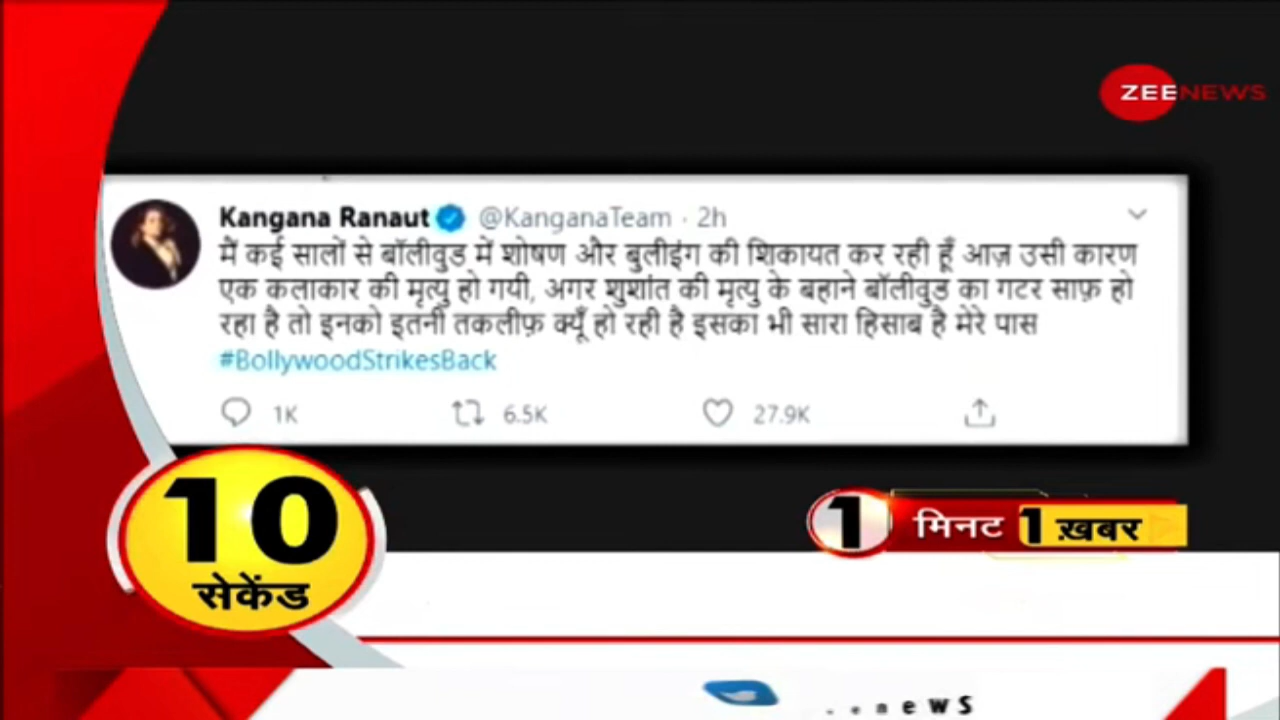 ZEENEWS
Kangana Ranaut @KanganaTeam · 2h
मैं कई सालों से बॉलीवुड में शोषण और बुलीइंग की शिकायत कर रही हूँ आज़ उसी कारण
एक कलाकार की मृत्यु हो गयी, अगर शुशांत की मृत्यु के बहाने बॉलीवुड का गटर साफ़ हो
रहा है तो इनको इतनी तकलीफ़ क्यूँ हो रही है इसका भी सारा हिसाब है मेरे पास
#BollywoodStrikesBack
1K 6.5K 27.9K
10
सेकेंड
1 मिनट 1 ख़बर